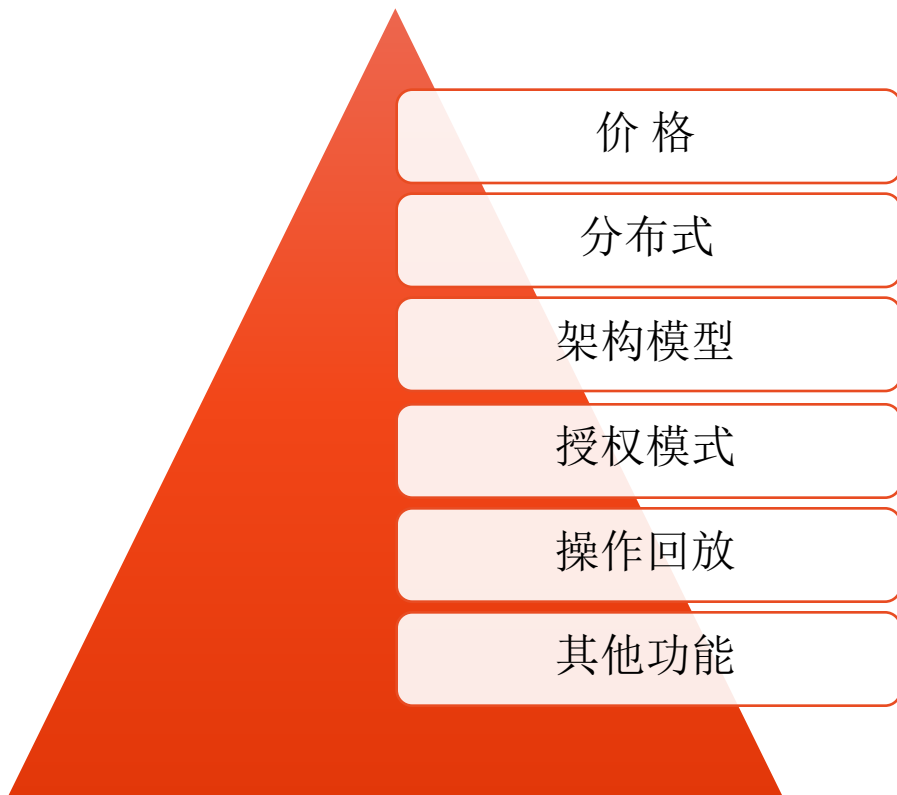 价 格
分布式
架构模型
授权模式
操作回放
其他功能